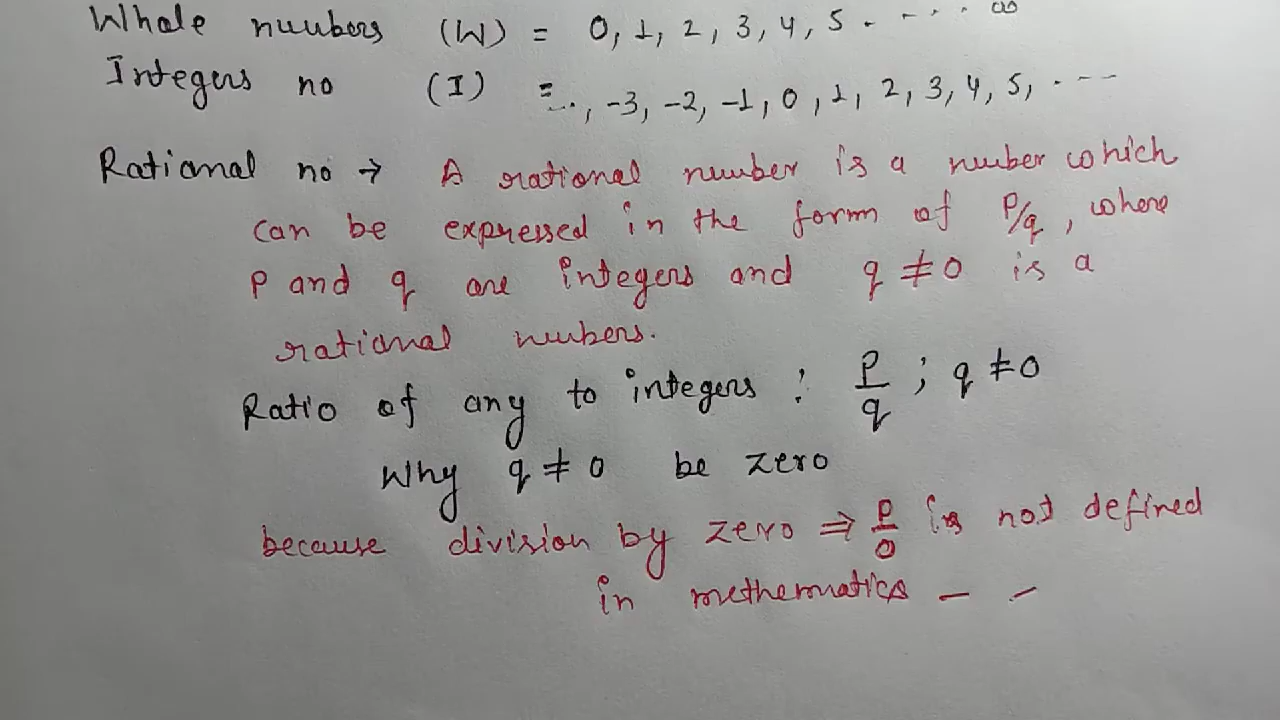 Whole nuubers (W) = 0, 1, 2, 3, 4, 5 - - . . . ∞
Integers no (I) = ..., -3, -2, -1, 0, 1, 2, 3, 4, 5, . ---
Rational no → A rational number is a nuber which
can be expressed in the form of P/q, where
P and q are integers and q ≠ 0 is a
rational nubers.
Ratio of any to integers : P/q ; q ≠ 0
Why q ≠ 0 be zero
because division by zero ⇒ P/0 is not defined
in methematics — —